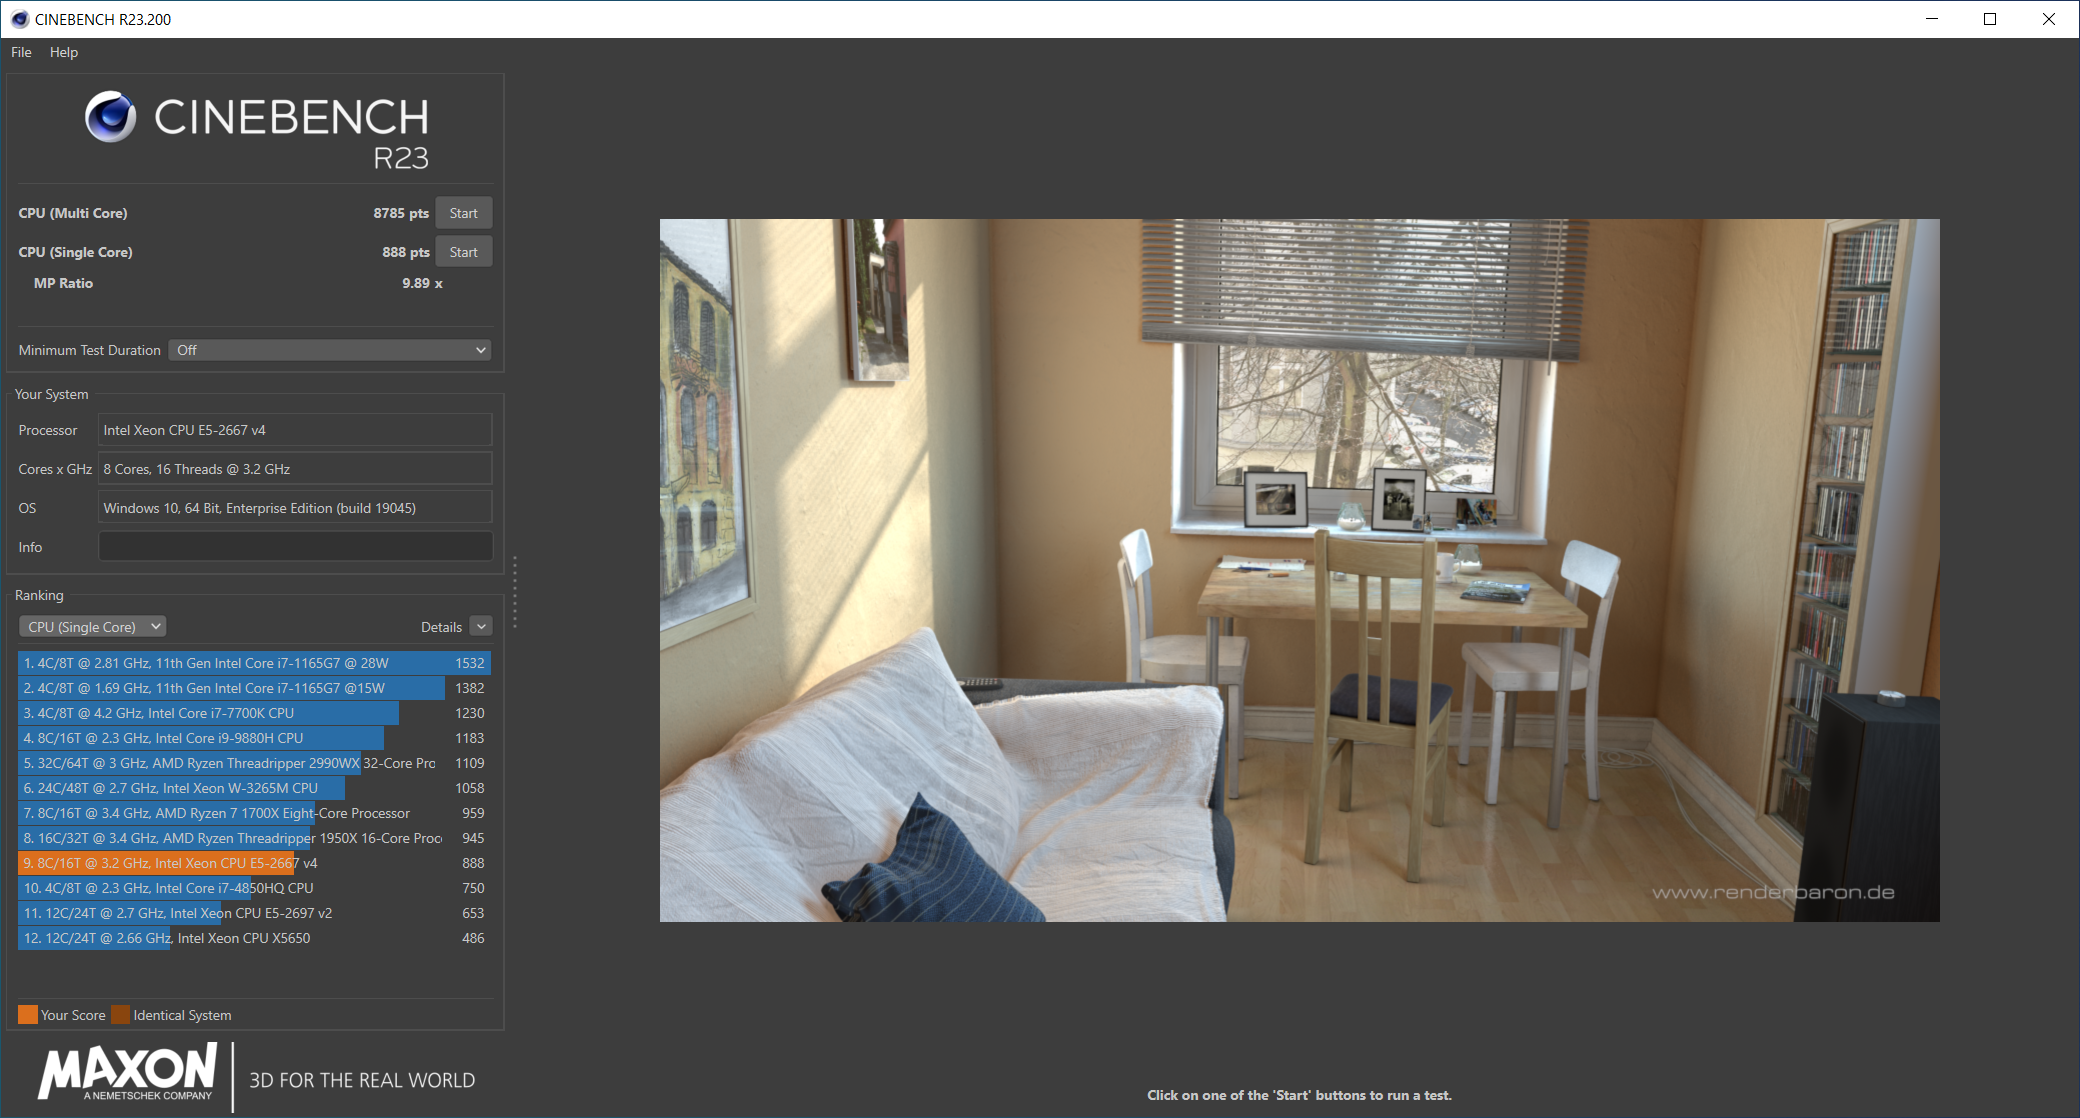 CINEBENCH R23.200
File Help
CINEBENCH
R23
CPU (Multi Core) 8785 pts Start
CPU (Single Core) 888 pts Start
MP Ratio 9.89 x
Minimum Test Duration Off
Your System
Processor Intel Xeon CPU E5-2667 v4
Cores x GHz 8 Cores, 16 Threads @ 3.2 GHz
OS Windows 10, 64 Bit, Enterprise Edition (build 19045)
Info
Ranking
CPU (Single Core) Details
1. 4C/8T @ 2.81 GHz, 11th Gen Intel Core i7-1165G7 @ 28W 1532
2. 4C/8T @ 1.69 GHz, 11th Gen Intel Core i7-1165G7 @15W 1382
3. 4C/8T @ 4.2 GHz, Intel Core i7-7700K CPU 1230
4. 8C/16T @ 2.3 GHz, Intel Core i9-9880H CPU 1183
5. 32C/64T @ 3 GHz, AMD Ryzen Threadripper 2990WX 32-Core Pro 1109
6. 24C/48T @ 2.7 GHz, Intel Xeon W-3265M CPU 1058
7. 8C/16T @ 3.4 GHz, AMD Ryzen 7 1700X Eight-Core Processor 959
8. 16C/32T @ 3.4 GHz, AMD Ryzen Threadripper 1950X 16-Core Proc 945
9. 8C/16T @ 3.2 GHz, Intel Xeon CPU E5-2667 v4 888
10. 4C/8T @ 2.3 GHz, Intel Core i7-4850HQ CPU 750
11. 12C/24T @ 2.7 GHz, Intel Xeon CPU E5-2697 v2 653
12. 12C/24T @ 2.66 GHz, Intel Xeon CPU X5650 486
Your Score Identical System
MAXON
A NEMETSCHEK COMPANY
3D FOR THE REAL WORLD
www.renderbaron.de
Click on one of the 'Start' buttons to run a test.